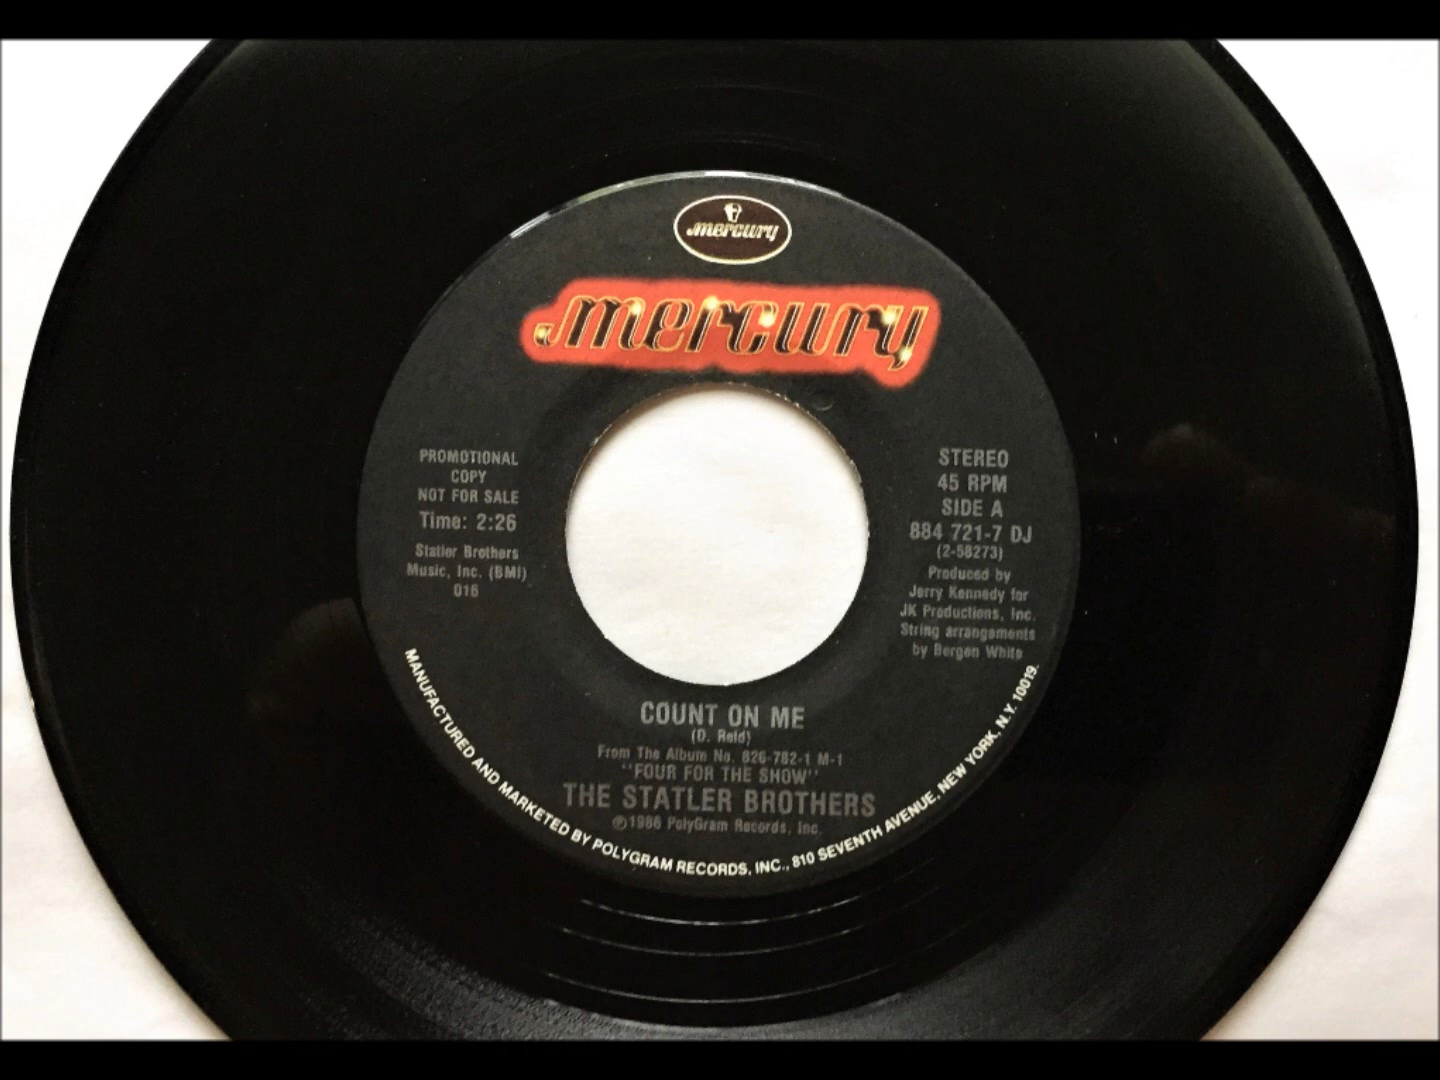 mercury
mercury
PROMOTIONAL
COPY
NOT FOR SALE
Time: 2:26
Statler Brothers
Music, Inc. (BMI)
016
STEREO
45 RPM
SIDE A
884 721-7 DJ
(2-58273)
Produced by
Jerry Kennedy for
JK Productions, Inc.
String arrangements
by Bergen White
COUNT ON ME
(D. Reid)
From The Album No. 826-782-1 M-1
"FOUR FOR THE SHOW"
THE STATLER BROTHERS
℗1986 PolyGram Records, Inc.
MANUFACTURED AND MARKETED BY POLYGRAM RECORDS, INC., 810 SEVENTH AVENUE, NEW YORK, N.Y. 10019.